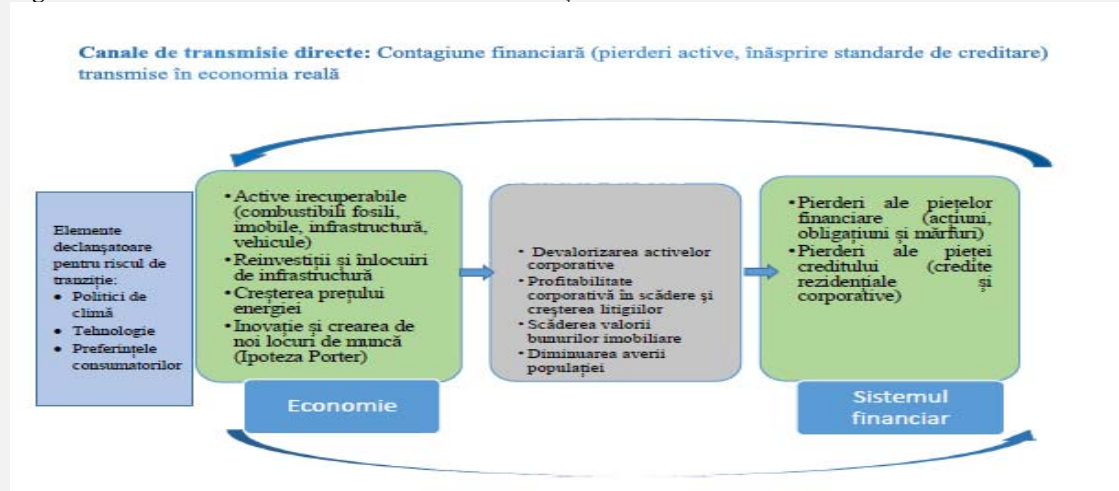 Canale de transmisie directe: Contagiune financiară (pierderi active, înăsprire standarde de creditare)
transmise în economia reală
Elemente
declanșatoare
pentru riscul de
tranziție:
• Politici de
climă
• Tehnologie
• Preferințele
consumatorilor
•Active irecuperabile
(combustibili fosili,
imobile, infrastructură,
vehicule)
•Reinvestiții și înlocuiri
de infrastructură
•Creșterea prețului
energiei
•Inovație și crearea de
noi locuri de muncă
(Ipoteza Porter)
Economie
• Devalorizarea activelor
corporative
• Profitabilitate
corporativă în scădere și
creșterea litigiilor
• Scăderea valorii
bunurilor imobiliare
• Diminuarea averii
populației
•Pierderi ale piețelor
financiare (acțiuni,
obligațiuni și mărfuri)
•Pierderi ale pieței
creditului (credite
rezidențiale și
corporative)
Sistemul
financiar